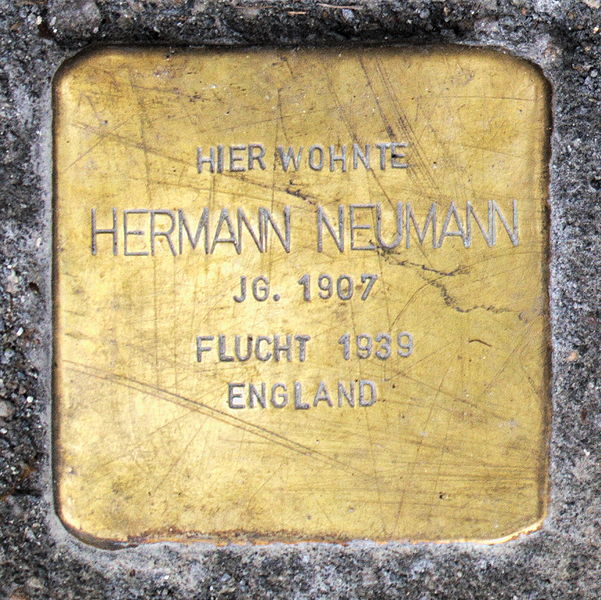 HIER WOHNTE
HERMANN NEUMANN
JG. 1907
FLUCHT 1939
ENGLAND